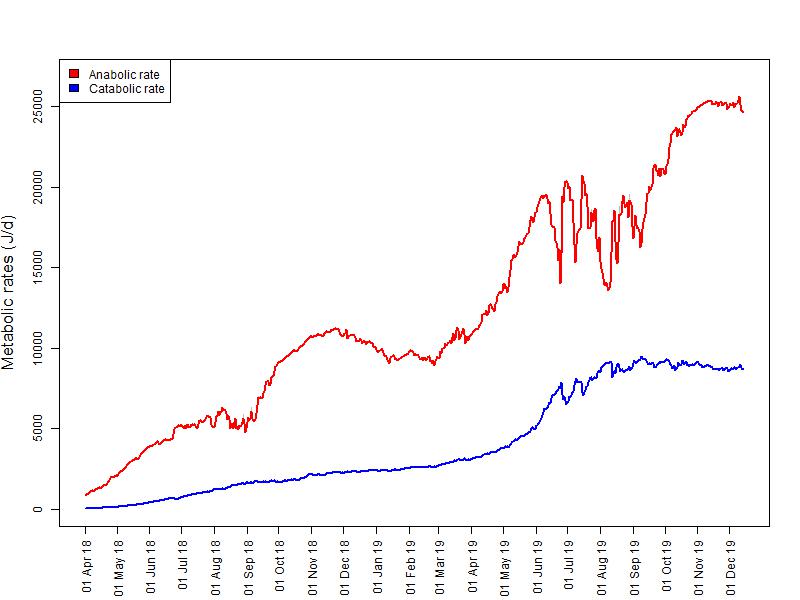 Anabolic rate
Catabolic rate
Metabolic rates (J/d)
25000
20000
15000
10000
5000
0
01 Apr 18
01 May 18
01 Jun 18
01 Jul 18
01 Aug 18
01 Sep 18
01 Oct 18
01 Nov 18
01 Dec 18
01 Jan 19
01 Feb 19
01 Mar 19
01 Apr 19
01 May 19
01 Jun 19
01 Jul 19
01 Aug 19
01 Sep 19
01 Oct 19
01 Nov 19
01 Dec 19